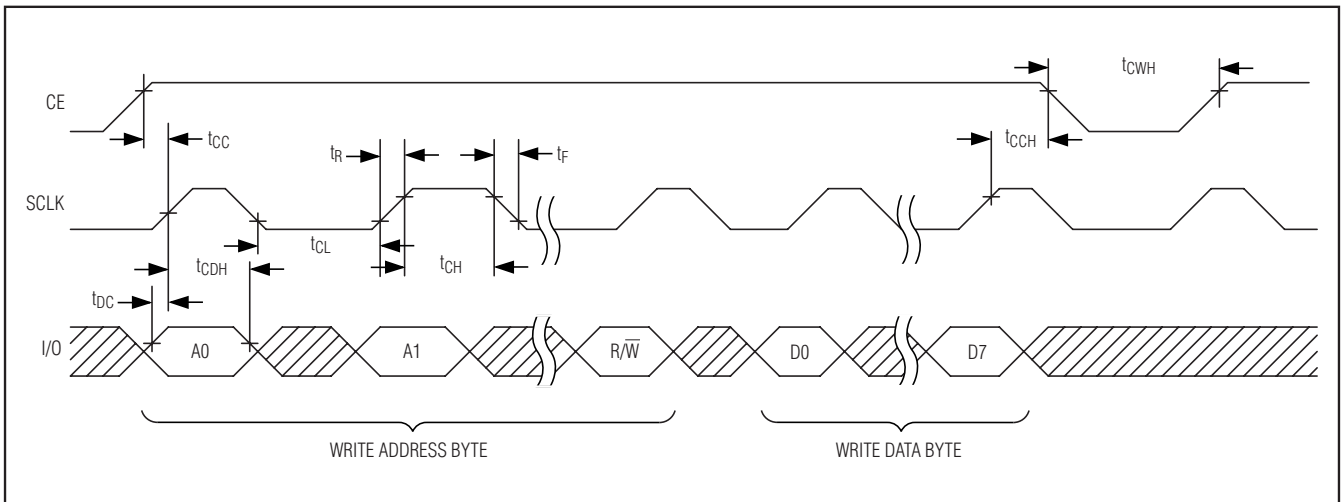 CE
tCWH
tCC
tR
tF
tCCH
SCLK
tCL
tCDH
tCH
tDC
I/O
A0
A1
R/W̅
D0
D7
WRITE ADDRESS BYTE
WRITE DATA BYTE